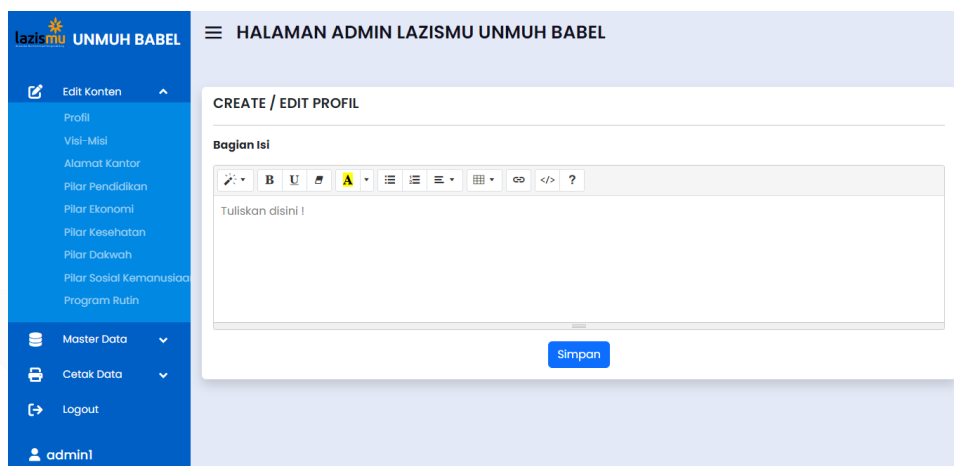 lazismu UNMUH BABEL
HALAMAN ADMIN LAZISMU UNMUH BABEL
Edit Konten
Profil
Visi-Misi
Alamat Kantor
Pilar Pendidikan
Pilar Ekonomi
Pilar Kesehatan
Pilar Dakwah
Pilar Sosial Kemanusiaa
Program Rutin
Master Data
Cetak Data
Logout
admin1
CREATE / EDIT PROFIL
Bagian Isi
B U A </> ?
Tuliskan disini !
Simpan